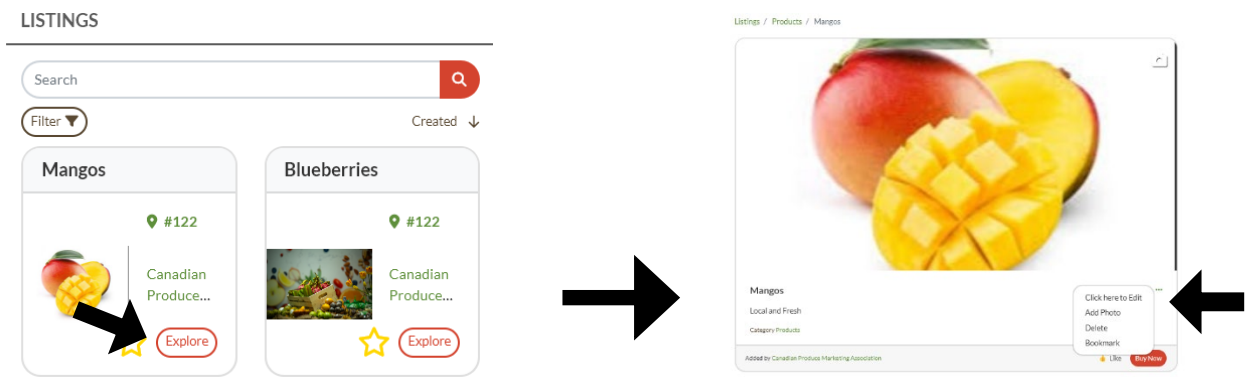 LISTINGS
Search
Filter
Created
Mangos
#122
Canadian
Produce...
Explore
Blueberries
#122
Canadian
Produce...
Explore
Listings / Products / Mangos
Mangos
Local and Fresh
Category Products
Click here to Edit
Add Photo
Delete
Bookmark
Added by Canadian Produce Marketing Association
Like
Buy Now